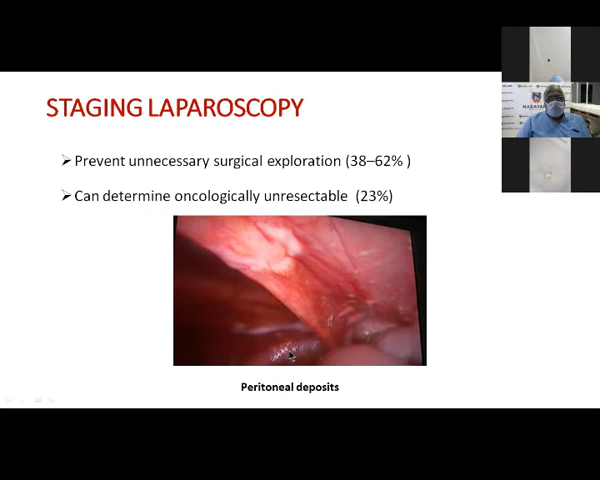 STAGING LAPAROSCOPY
➢Prevent unnecessary surgical exploration (38–62% )
➢Can determine oncologically unresectable (23%)
Peritoneal deposits